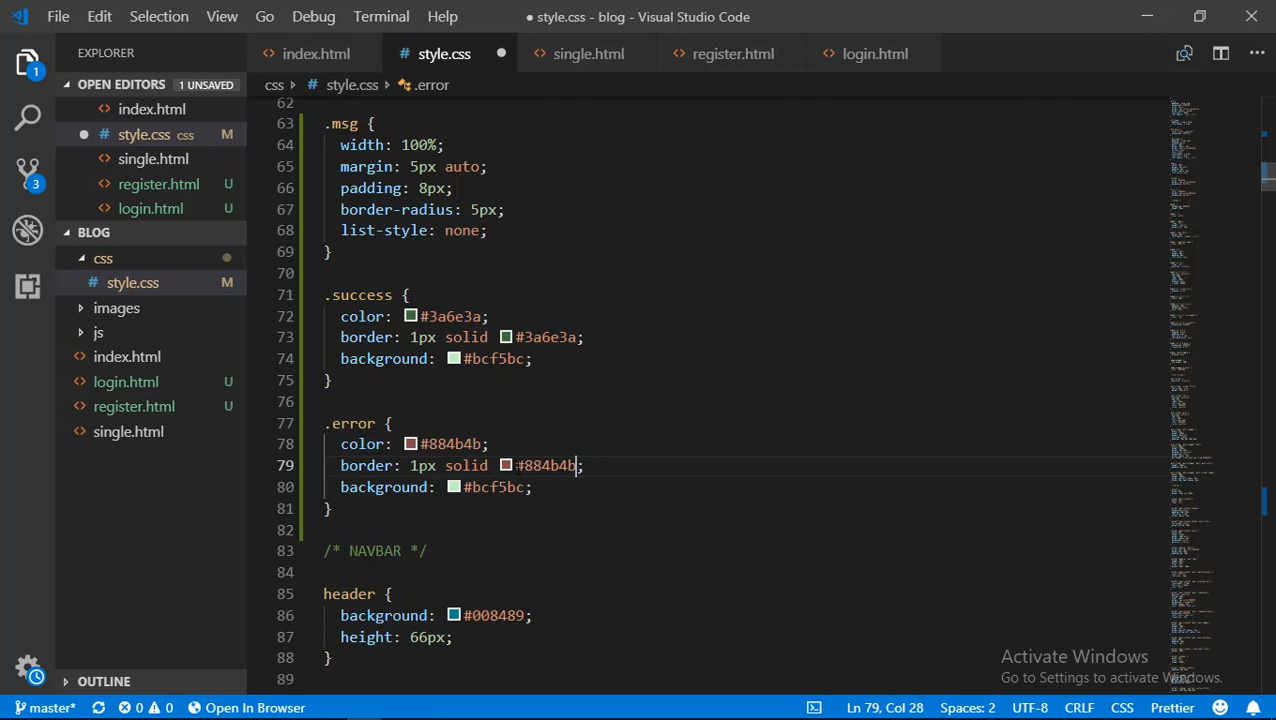 File Edit Selection View Go Debug Terminal Help
● style.css - blog - Visual Studio Code
EXPLORER
index.html
style.css
single.html
register.html
login.html
1
OPEN EDITORS 1 UNSAVED
index.html
style.css css M
single.html
register.html U
login.html U
3
BLOG
css
style.css M
images
js
index.html
login.html U
register.html U
single.html
OUTLINE
css style.css .error
62
63 .msg {
64 width: 100%;
65 margin: 5px auto;
66 padding: 8px;
67 border-radius: 5px;
68 list-style: none;
69 }
70
71 .success {
72 color: #3a6e3a;
73 border: 1px solid #3a6e3a;
74 background: #bcf5bc;
75 }
76
77 .error {
78 color: #884b4b;
79 border: 1px solid #884b4b;
80 background: #bcf5bc;
81 }
82
83 /* NAVBAR */
84
85 header {
86 background: #008489;
87 height: 66px;
88 }
89
Activate Windows
Go to Settings to activate Windows.
master* 0 0 Open In Browser Ln 79, Col 28 Spaces: 2 UTF-8 CRLF CSS Prettier